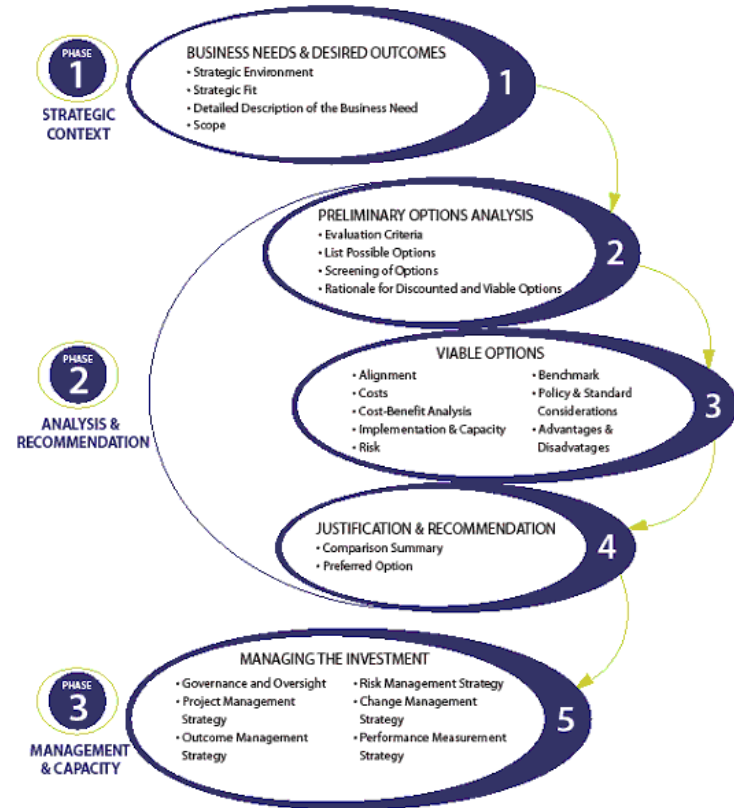 PHASE
1
STRATEGIC
CONTEXT
BUSINESS NEEDS & DESIRED OUTCOMES
• Strategic Environment
• Strategic Fit
• Detailed Description of the Business Need
• Scope
1
PRELIMINARY OPTIONS ANALYSIS
• Evaluation Criteria
• List Possible Options
• Screening of Options
• Rationale for Discounted and Viable Options
2
PHASE
2
ANALYSIS &
RECOMMENDATION
VIABLE OPTIONS
• Alignment
• Costs
• Cost-Benefit Analysis
• Implementation & Capacity
• Risk
• Benchmark
• Policy & Standard
Considerations
• Advantages &
Disadvatages
3
JUSTIFICATION & RECOMMENDATION
• Comparison Summary
• Preferred Option
4
PHASE
3
MANAGEMENT
& CAPACITY
MANAGING THE INVESTMENT
• Governance and Oversight
• Project Management
Strategy
• Outcome Management
Strategy
• Risk Management Strategy
• Change Management
Strategy
• Performance Measurement
Strategy
5